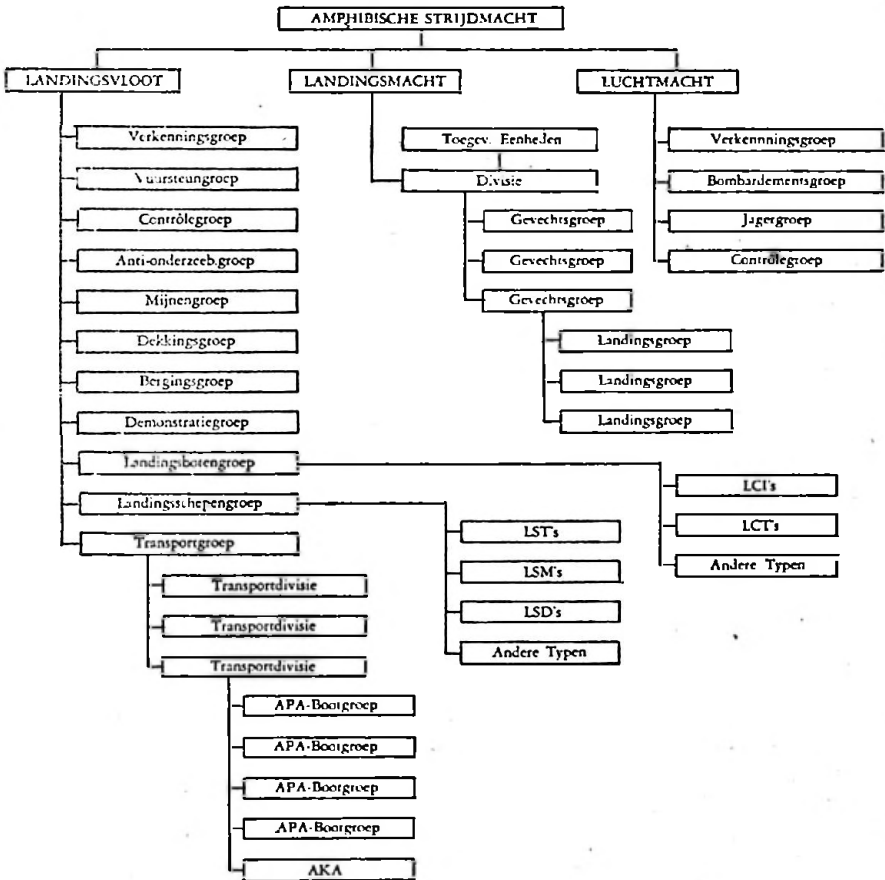 AMPHIBISCHE STRIJDMACHT
LANDINGSVLOOT
LANDINGSMACHT
LUCHTMACHT
Verkenningsgroep
Vuursteungroep
Contrôlegroep
Anti-onderzeeb.groep
Mijnengroep
Dekkingsgroep
Bergingsgroep
Demonstratiegroep
Landingsbotengroep
Landingsschepengroep
Transportgroep
Transportdivisie
Transportdivisie
Transportdivisie
APA-Bootgroep
APA-Bootgroep
APA-Bootgroep
APA-Bootgroep
AKA
LST's
LSM's
LSD's
Andere Typen
LCI's
LCT's
Andere Typen
Toegev. Eenheden
Divisie
Gevechtsgroep
Gevechtsgroep
Gevechtsgroep
Landingsgroep
Landingsgroep
Landingsgroep
Verkennningsgroep
Bombardementsgroep
Jagergroep
Contrôlegroep